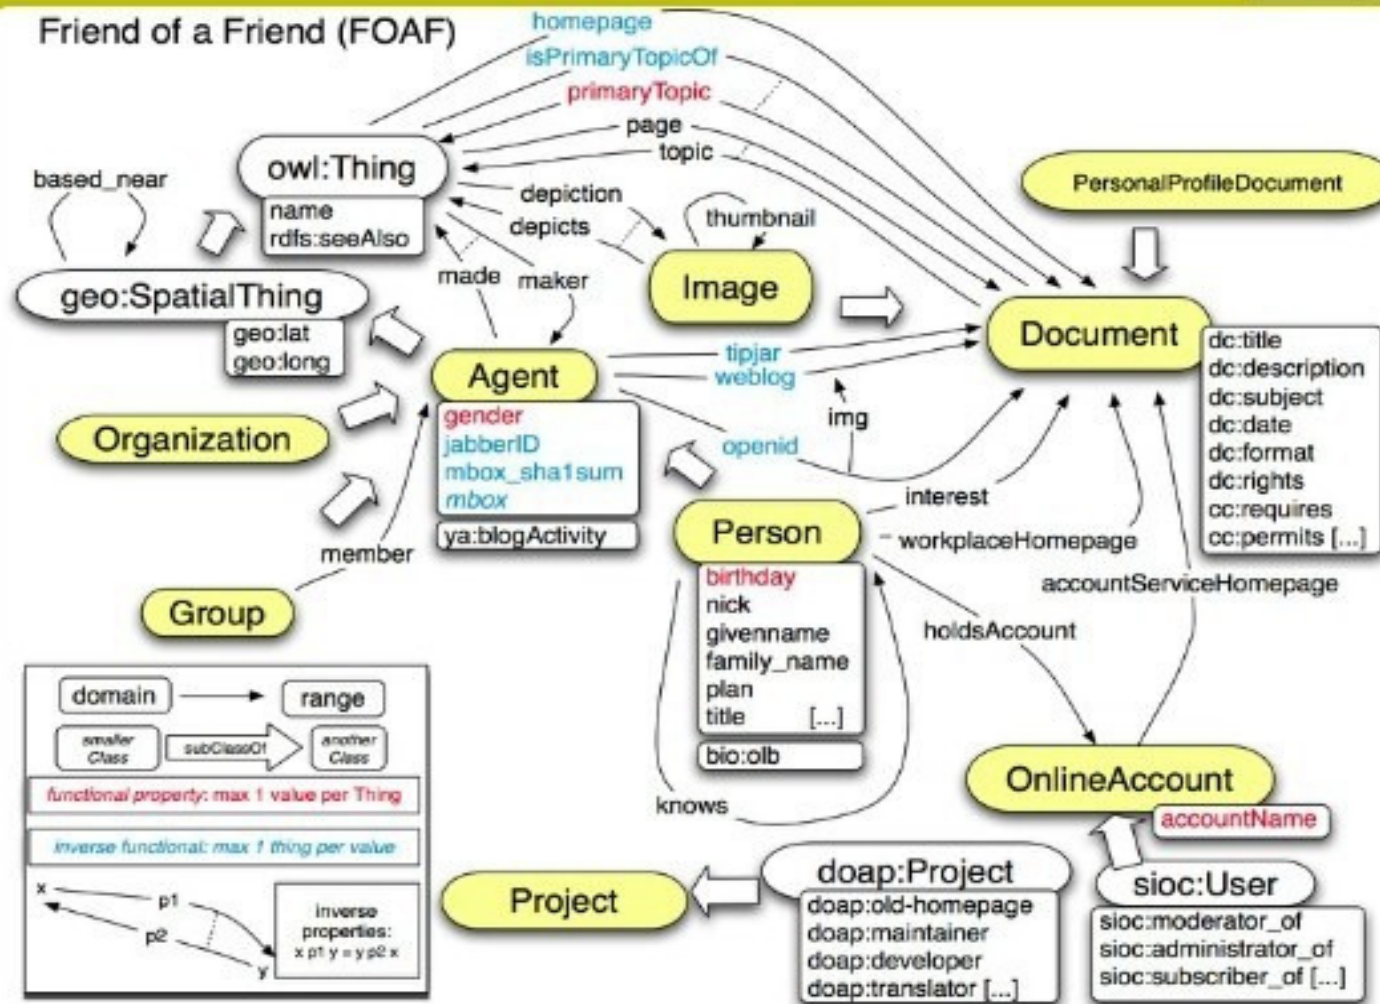 Friend of a Friend (FOAF)
homepage
isPrimaryTopicOf
primaryTopic
page
topic
owl:Thing
name
rdfs:seeAlso
based_near
depiction
depicts
thumbnail
PersonalProfileDocument
made
maker
Image
geo:SpatialThing
geo:lat
geo:long
Document
dc:title
dc:description
dc:subject
dc:date
dc:format
dc:rights
cc:requires
cc:permits [...]
Agent
gender
jabberID
mbox_sha1sum
mbox
ya:blogActivity
tipjar
weblog
img
openid
Organization
member
Group
interest
workplaceHomepage
accountServiceHomepage
holdsAccount
Person
birthday
nick
givenname
family_name
plan
title [...]
bio:olb
knows
OnlineAccount
accountName
sioc:User
sioc:moderator_of
sioc:administrator_of
sioc:subscriber_of [...]
Project
doap:Project
doap:old-homepage
doap:maintainer
doap:developer
doap:translator [...]
domain
range
smaller
Class
subClassOf
another
Class
functional property: max 1 value per Thing
inverse functional: max 1 thing per value
x
p1
p2
y
inverse
properties:
x p1 y = y p2 x